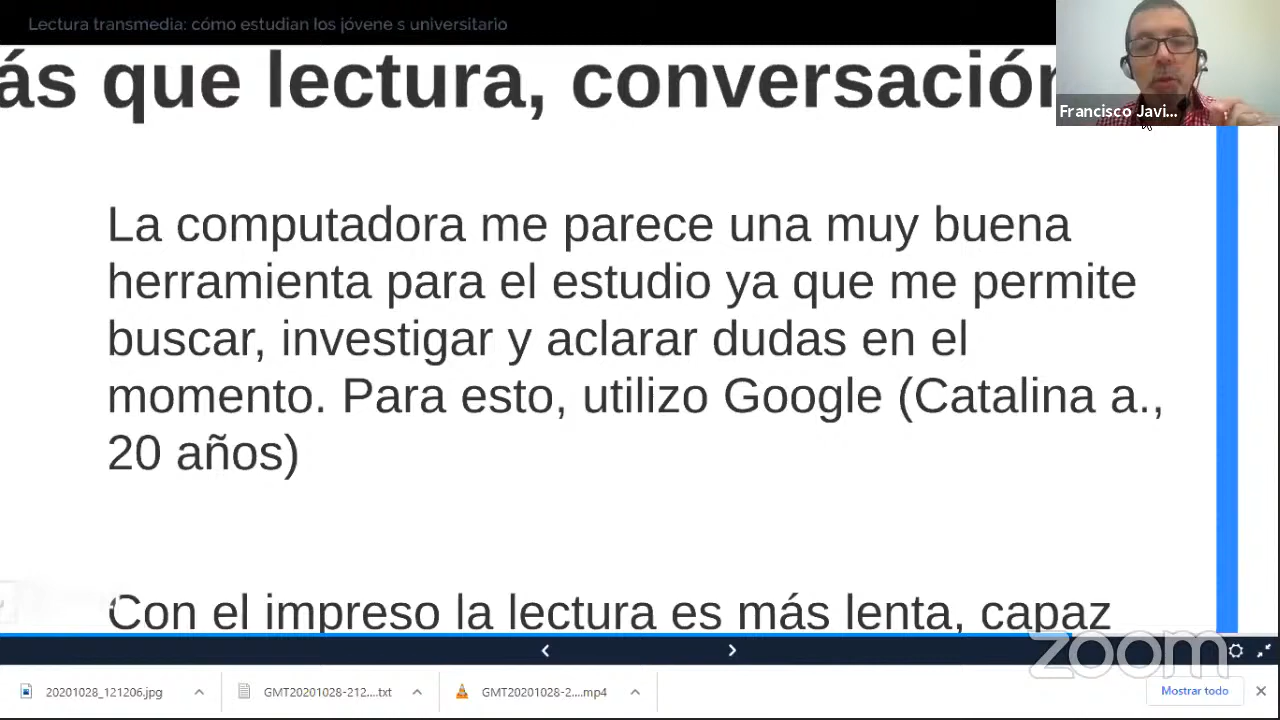 Lectura transmedia: cómo estudian los jóvene s universitario
ás que lectura, conversación
Francisco Javi...
La computadora me parece una muy buena
herramienta para el estudio ya que me permite
buscar, investigar y aclarar dudas en el
momento. Para esto, utilizo Google (Catalina a.,
20 años)
Con el impreso la lectura es más lenta, capaz
zoom
20201028_121206.jpg
GMT20201028-212....txt
GMT20201028-2....mp4
Mostrar todo